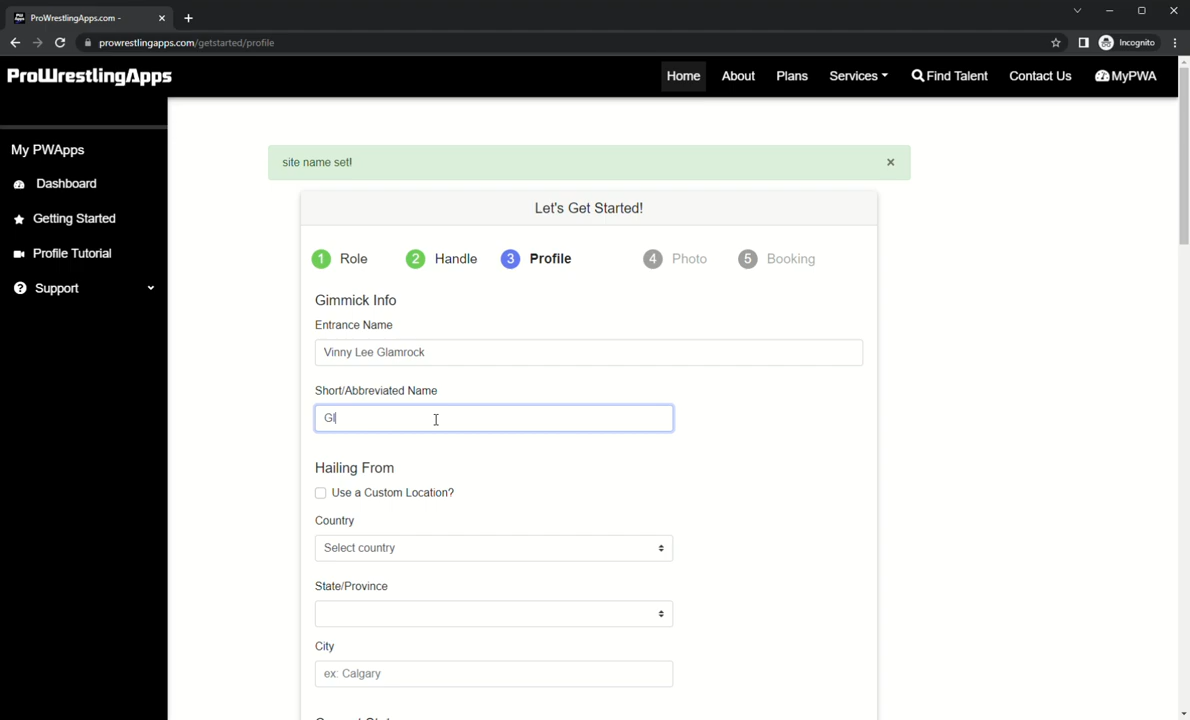 ProWrestlingApps.com -
prowrestlingapps.com/getstarted/profile
Incognito
ProWrestlingApps
Home
About
Plans
Services
Find Talent
Contact Us
MyPWA
My PWApps
Dashboard
Getting Started
Profile Tutorial
Support
site name set!
×
Let's Get Started!
1 Role
2 Handle
3 Profile
4 Photo
5 Booking
Gimmick Info
Entrance Name
Vinny Lee Glamrock
Short/Abbreviated Name
Gl
Hailing From
Use a Custom Location?
Country
Select country
State/Province
City
ex: Calgary